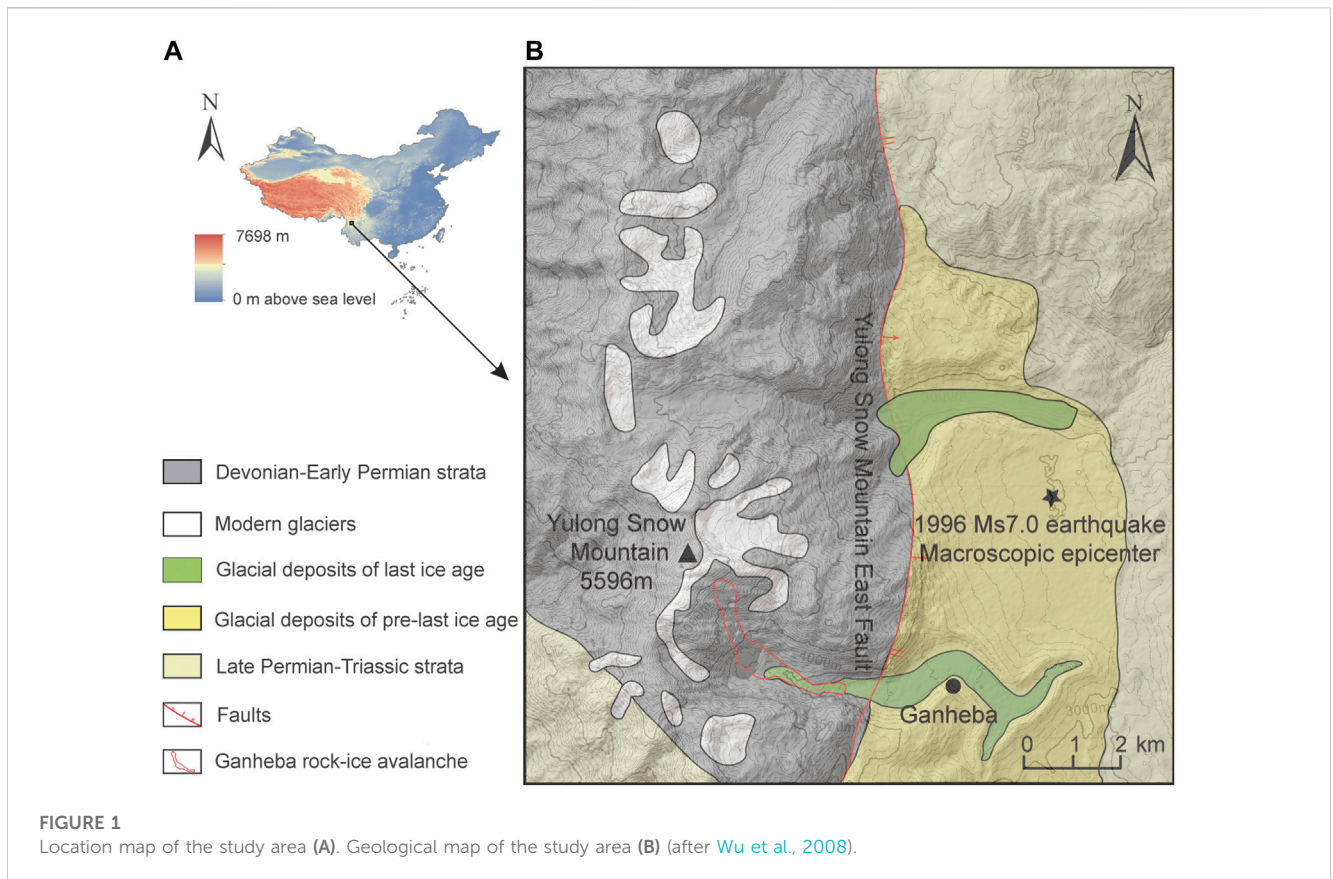 A
B
N
7698 m
0 m above sea level
N
5000m
Yulong Snow Mountain East Fault
Yulong Snow
Mountain
5596m
1996 Ms7.0 earthquake
Macroscopic epicenter
4000m
Ganheba
3000m
0 1 2 km
Devonian-Early Permian strata
Modern glaciers
Glacial deposits of last ice age
Glacial deposits of pre-last ice age
Late Permian-Triassic strata
Faults
Ganheba rock-ice avalanche
FIGURE 1
Location map of the study area (A). Geological map of the study area (B) (after Wu et al., 2008).